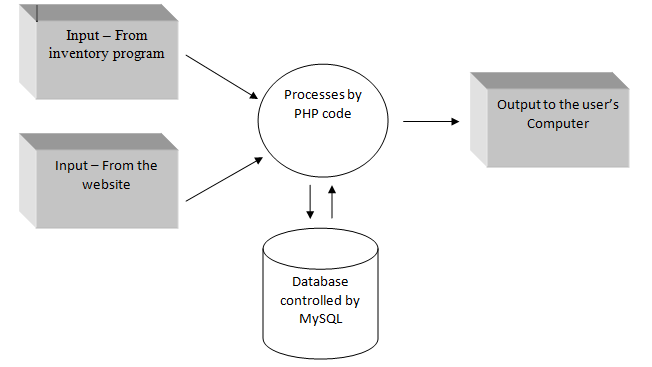 Input – From
inventory program
Processes by
PHP code
Output to the user's
Computer
Input – From the
website
Database
controlled by
MySQL